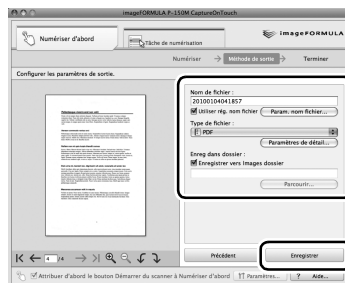 imageFORMULA P-150M CaptureOnTouch
Numériser d'abord
Tâche de numérisation
imageFORMULA
Numériser → Méthode de sortie → Terminer
Configurer les paramètres de sortie.
Nom de fichier :
20100104041857
Utiliser rég. nom fichier
Param. nom fichier...
Type de fichier :
PDF
Paramètres de détail...
Enreg dans dossier :
Enregistrer vers Images dossier
Parcourir...
4 /4
Précédent
Enregistrer
Attribuer d'abord le bouton Démarrer du scanner à Numériser d'abord
Paramètres...
? Aide...